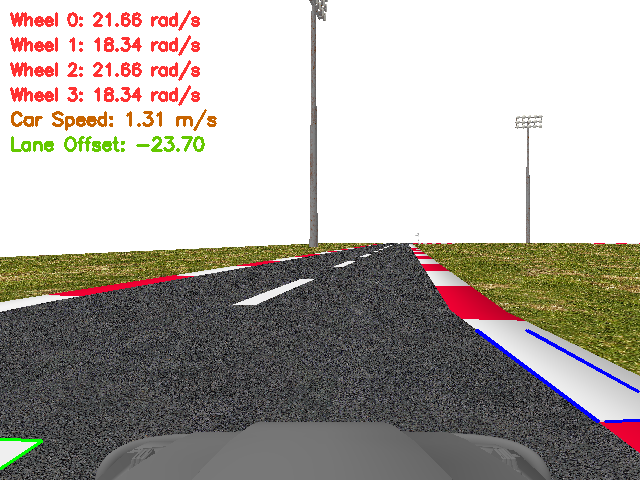 Wheel 0: 21.66 rad/s
Wheel 1: 18.34 rad/s
Wheel 2: 21.66 rad/s
Wheel 3: 18.34 rad/s
Car Speed: 1.31 m/s
Lane Offset: -23.70